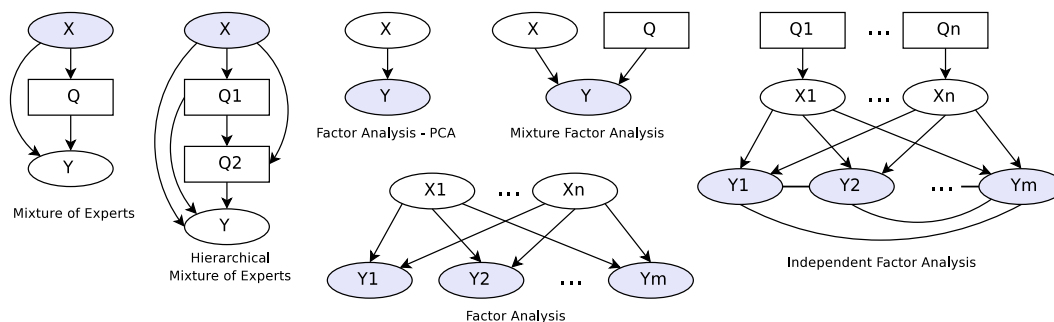 X
Q
Y
Mixture of Experts
X
Q1
Q2
Y
Hierarchical
Mixture of Experts
X
Y
Factor Analysis - PCA
X Q
Y
Mixture Factor Analysis
X1 ... Xn
Y1 Y2 ... Ym
Factor Analysis
Q1 ... Qn
X1 ... Xn
Y1 Y2 ... Ym
Independent Factor Analysis